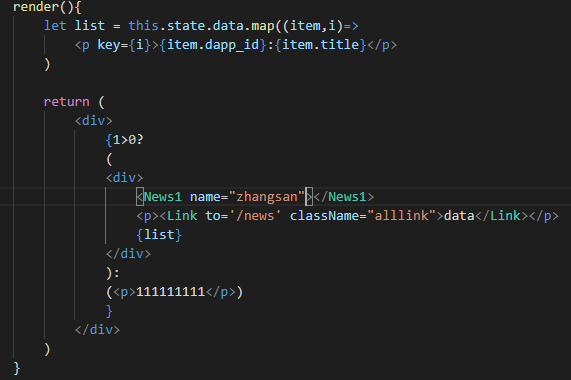 render(){
let list = this.state.data.map((item,i)=>
<p key={i}>{item.dapp_id}:{item.title}</p>
)
return (
<div>
{1>0?
(
<div>
<News1 name="zhangsan"></News1>
<p><Link to='/news' className="alllink">data</Link></p>
{list}
</div>
):
(<p>111111111</p>)
}
</div>
)
}